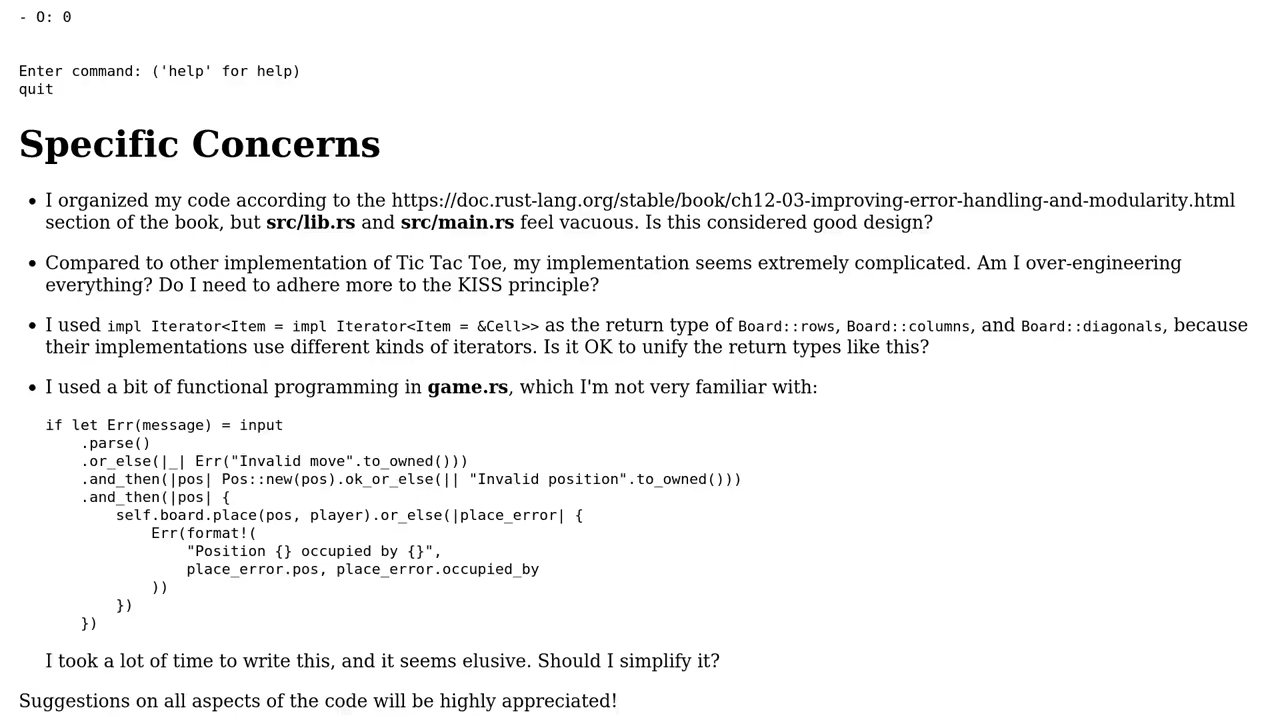 - O: 0
Enter command: ('help' for help)
quit
Specific Concerns
• I organized my code according to the https://doc.rust-lang.org/stable/book/ch12-03-improving-error-handling-and-modularity.html
section of the book, but src/lib.rs and src/main.rs feel vacuous. Is this considered good design?
• Compared to other implementation of Tic Tac Toe, my implementation seems extremely complicated. Am I over-engineering
everything? Do I need to adhere more to the KISS principle?
• I used impl Iterator<Item = impl Iterator<Item = &Cell>> as the return type of Board::rows, Board::columns, and Board::diagonals, because
their implementations use different kinds of iterators. Is it OK to unify the return types like this?
• I used a bit of functional programming in game.rs, which I'm not very familiar with:
if let Err(message) = input
    .parse()
    .or_else(|_| Err("Invalid move".to_owned()))
    .and_then(|pos| Pos::new(pos).ok_or_else(|| "Invalid position".to_owned()))
    .and_then(|pos| {
        self.board.place(pos, player).or_else(|place_error| {
            Err(format!(
                "Position {} occupied by {}",
                place_error.pos, place_error.occupied_by
            ))
        })
    })
I took a lot of time to write this, and it seems elusive. Should I simplify it?
Suggestions on all aspects of the code will be highly appreciated!